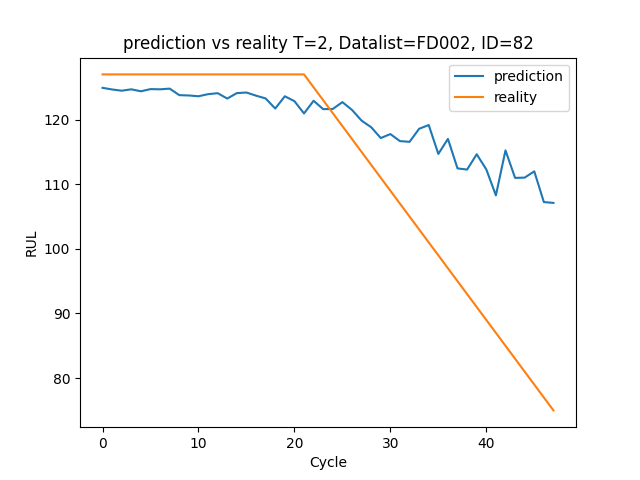 prediction vs reality T=2, Datalist=FD002, ID=82
prediction
reality
120
110
100
90
80
RUL
0 10 20 30 40
Cycle